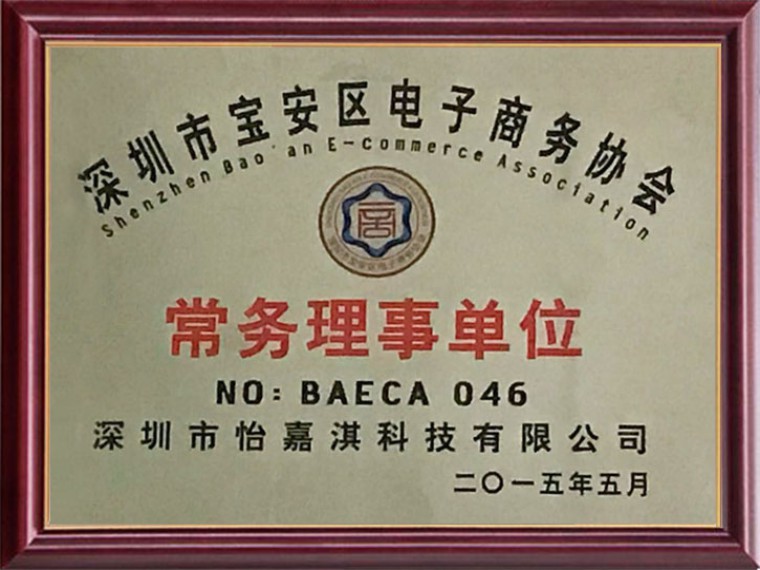 深圳市宝安区电子商务协会
Shenzhen Bao'an E-commerce Association
常务理事单位
NO: BAECA 046
深圳市怡嘉淇科技有限公司
二〇一五年五月